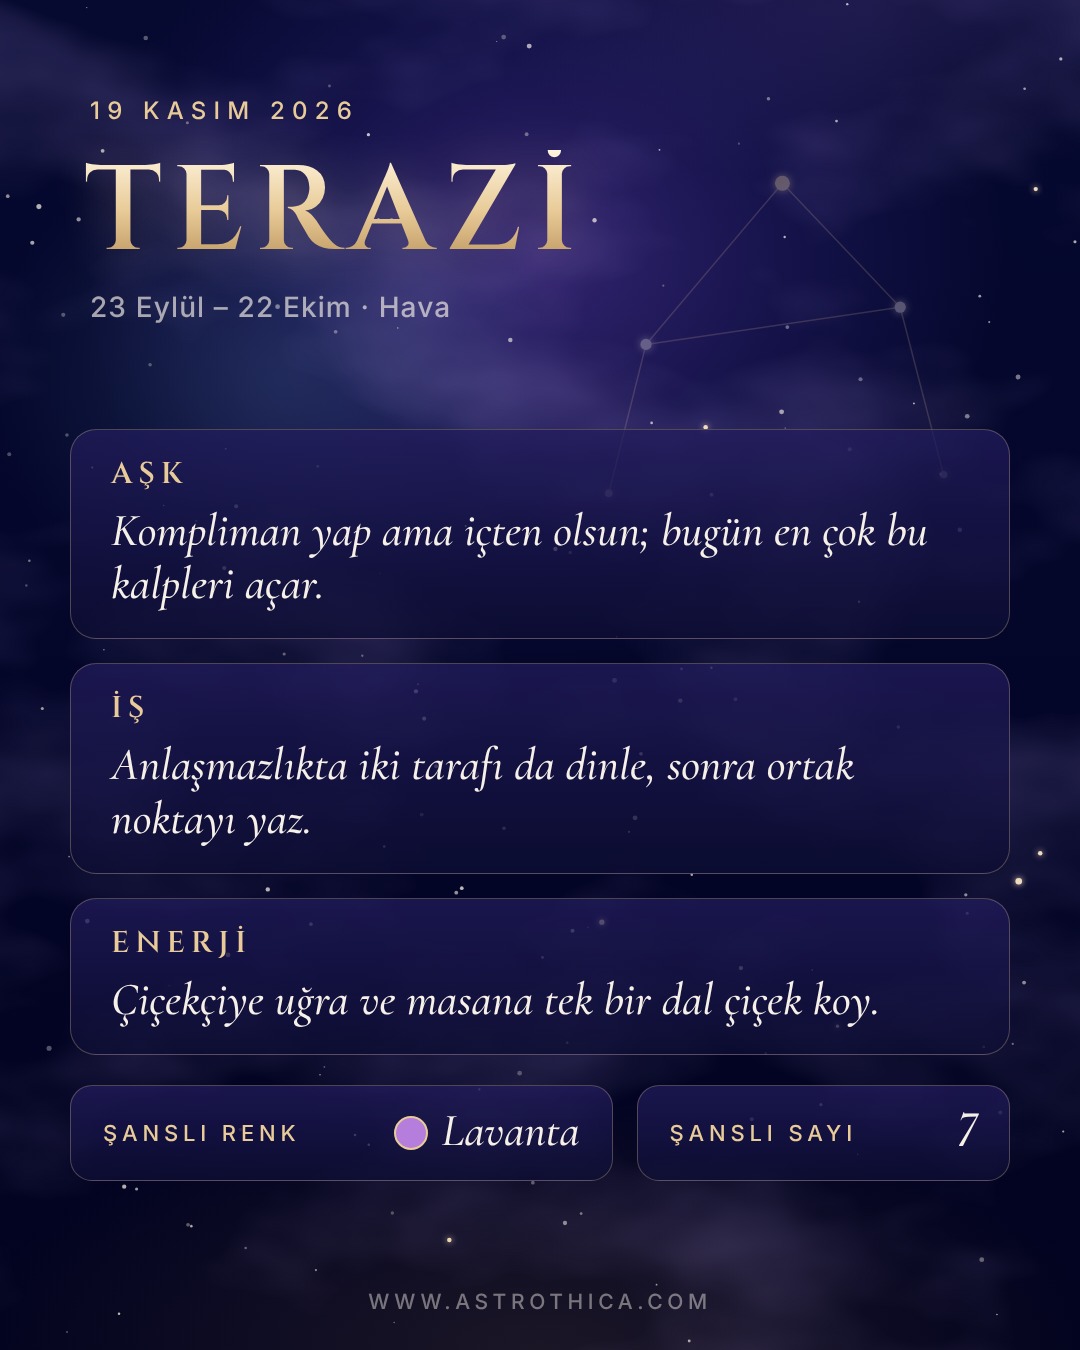 19 KASIM 2026
TERAZİ
23 Eylül – 22 Ekim · Hava
AŞK
Kompliman yap ama içten olsun; bugün en çok bu
kalpleri açar.
İŞ
Anlaşmazlıkta iki tarafı da dinle, sonra ortak
noktayı yaz.
ENERJİ
Çiçekçiye uğra ve masana tek bir dal çiçek koy.
ŞANSLI RENK Lavanta
ŞANSLI SAYI 7
WWW.ASTROTHICA.COM